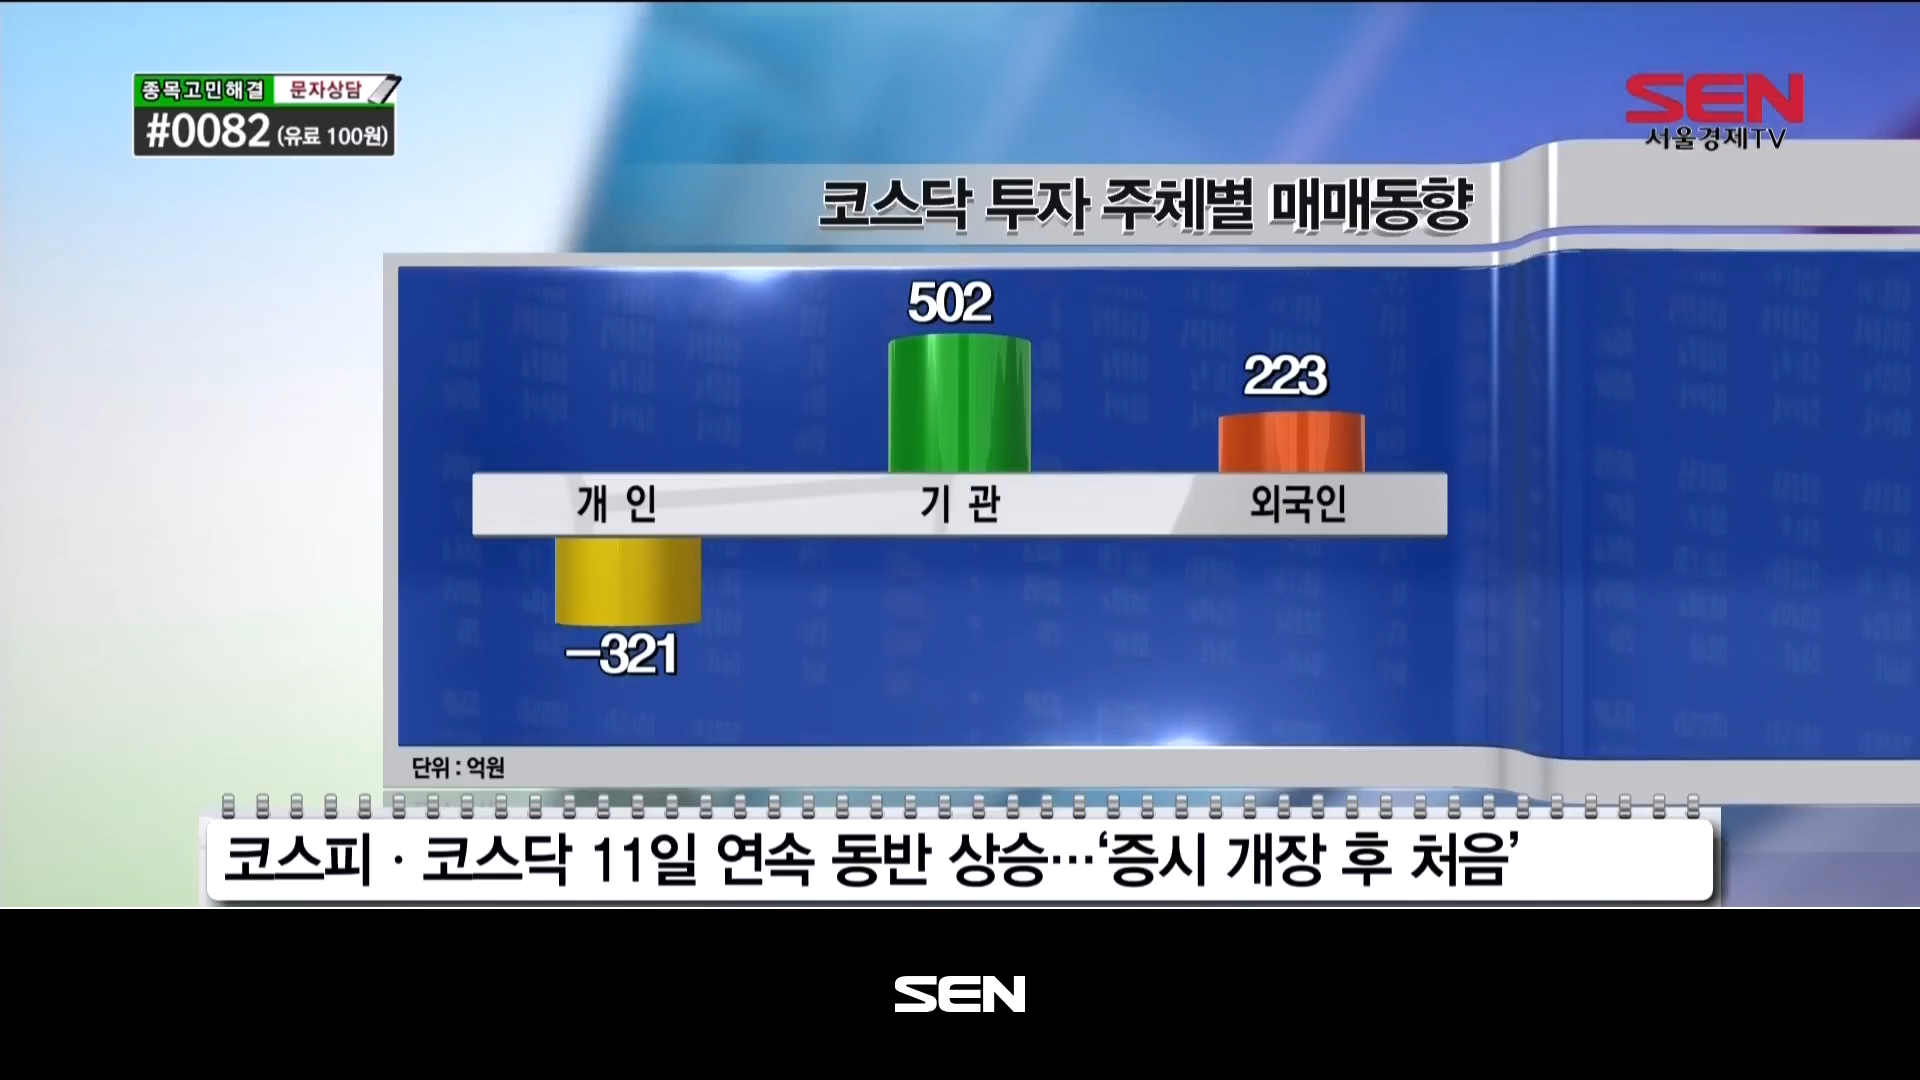 종목고민해결 문자상담
#0082 (유료 100원)
SEN
서울경제TV
코스닥 투자 주체별 매매동향
502
223
개 인 기 관 외국인
-321
단위 : 억원
코스피 · 코스닥 11일 연속 동반 상승…‘증시 개장 후 처음’
SEN